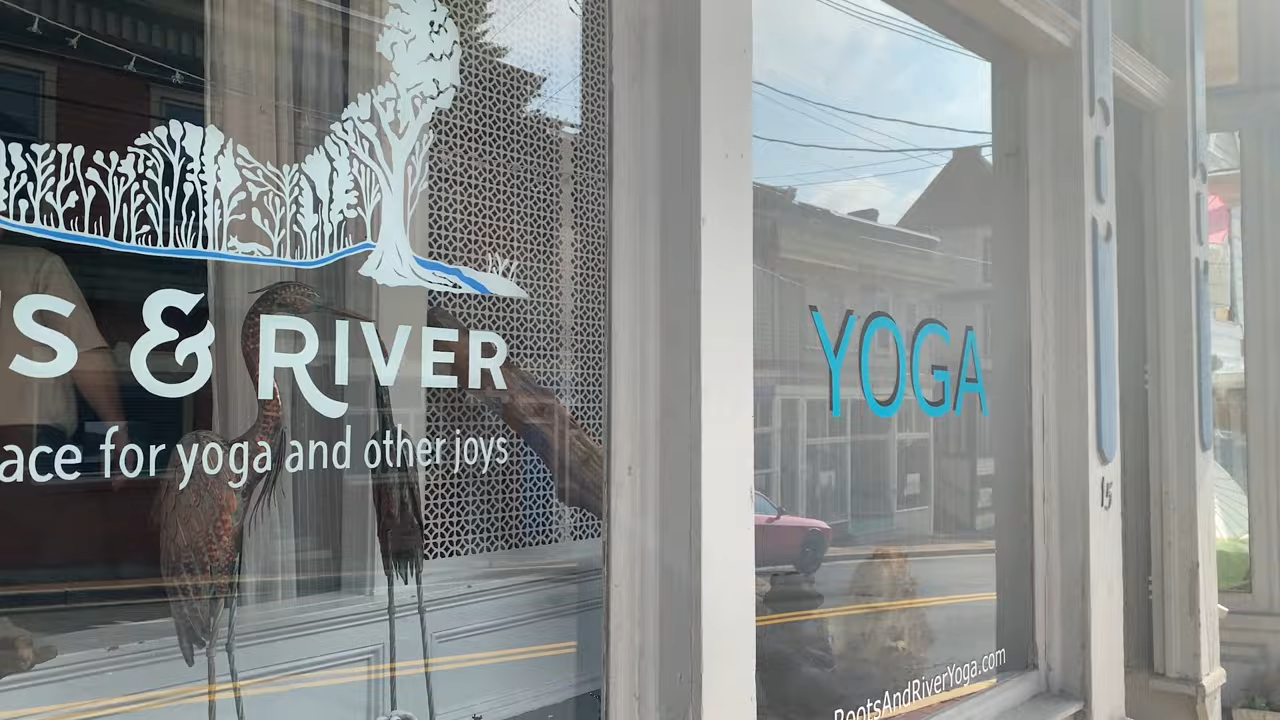 'S & RIVER
ace for yoga and other joys
YOGA
15
RootsAndRiverYoga.com